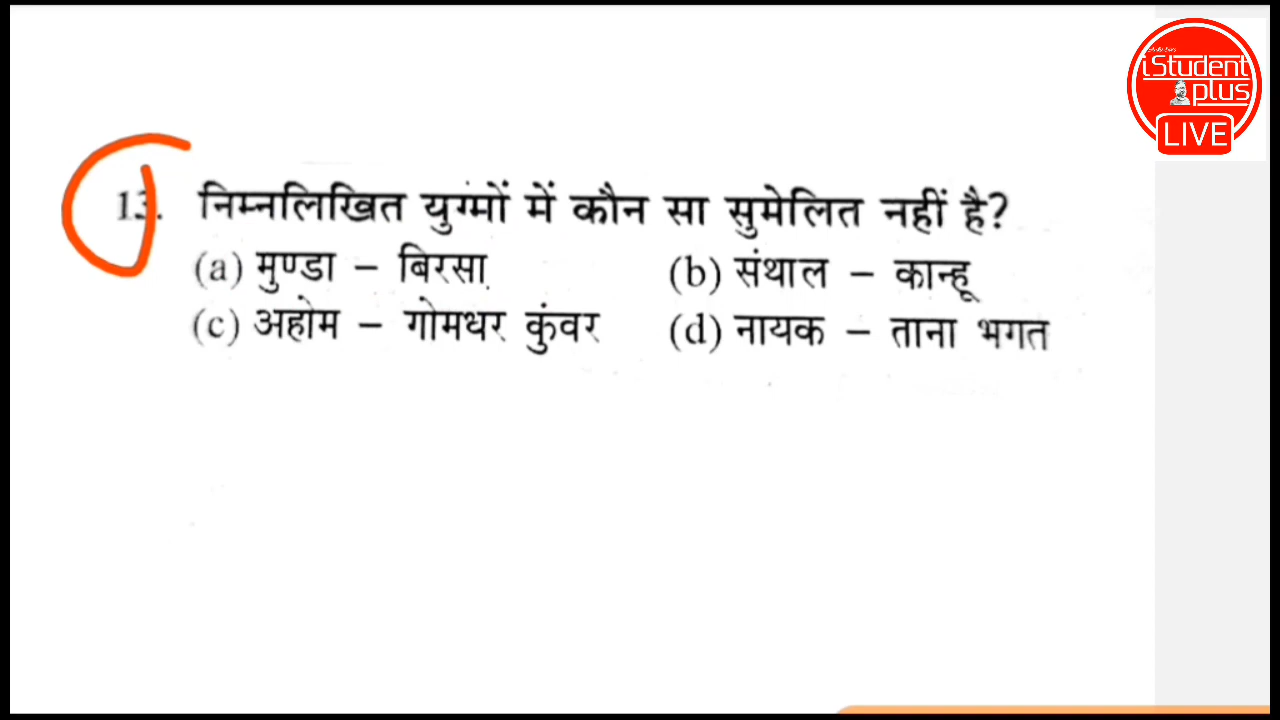 iStudent
plus
LIVE
13. निम्नलिखित युग्मों में कौन सा सुमेलित नहीं है?
(a) मुण्डा – बिरसा (b) संथाल – कान्हू
(c) अहोम – गोमधर कुंवर (d) नायक – ताना भगत